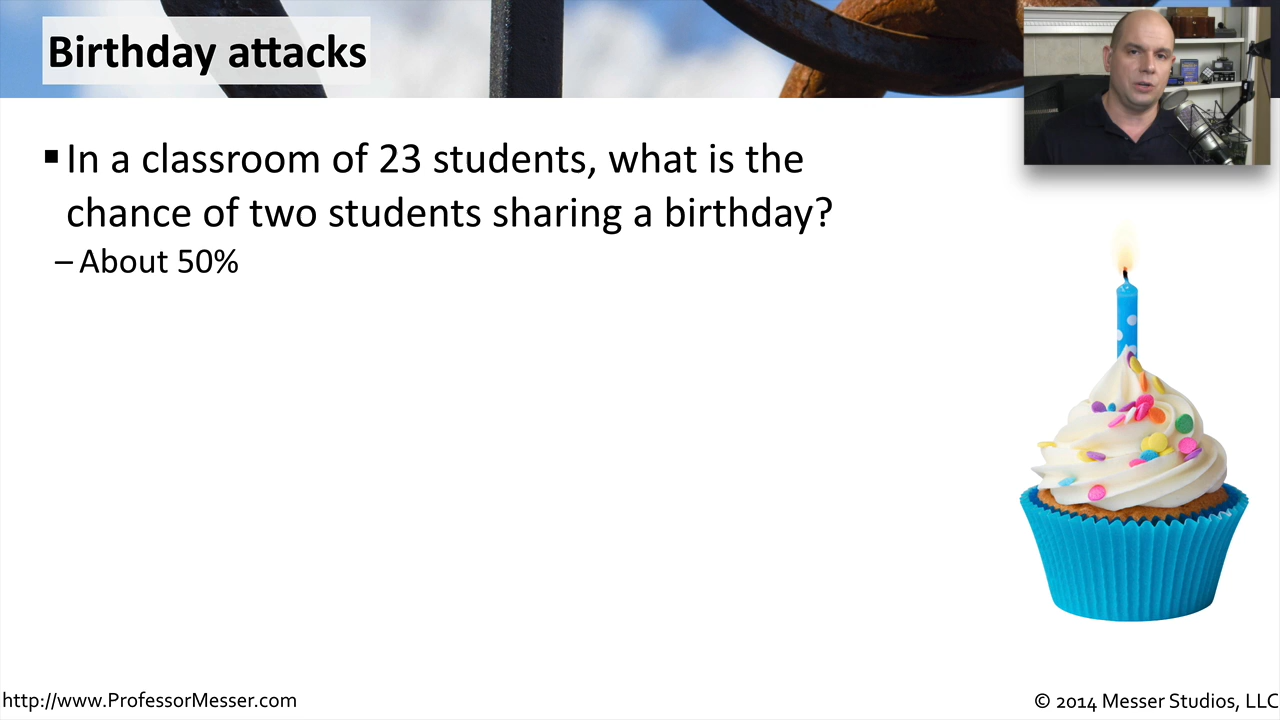 Birthday attacks
▪ In a classroom of 23 students, what is the
chance of two students sharing a birthday?
– About 50%
http://www.ProfessorMesser.com
© 2014 Messer Studios, LLC